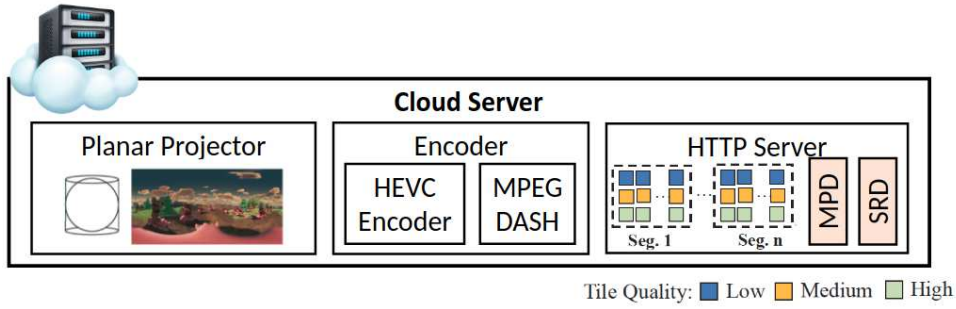 Cloud Server
Planar Projector
Encoder
HEVC
Encoder
MPEG
DASH
HTTP Server
... ... ...
Seg. 1
Seg. n
MPD
SRD
Tile Quality: Low Medium High